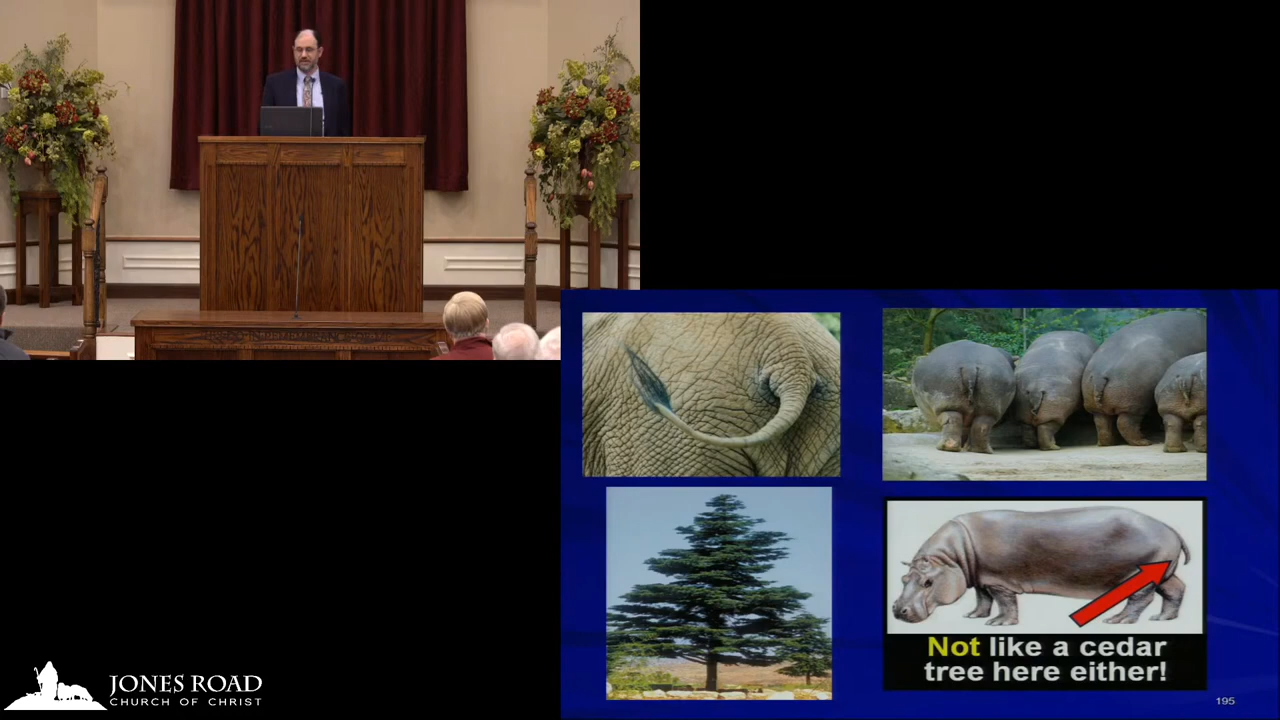 Not like a cedar
tree here either!
195
JONES ROAD
CHURCH OF CHRIST